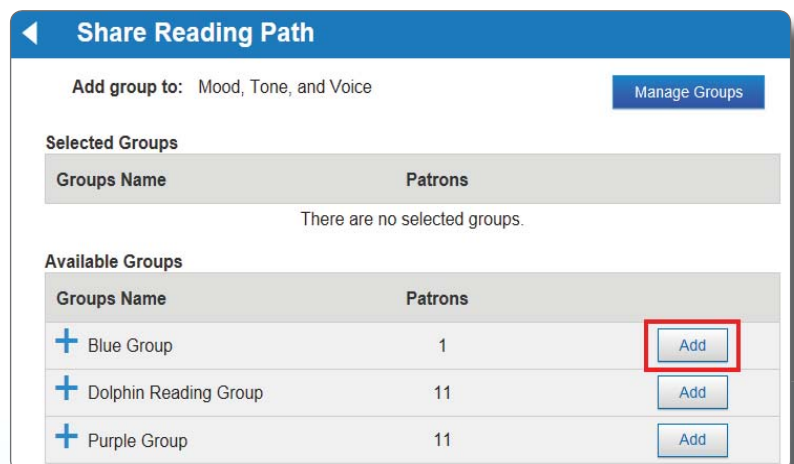 Share Reading Path
Add group to: Mood, Tone, and Voice Manage Groups
Selected Groups
Groups Name Patrons
There are no selected groups.
Available Groups
Groups Name Patrons
Blue Group 1 Add
Dolphin Reading Group 11 Add
Purple Group 11 Add